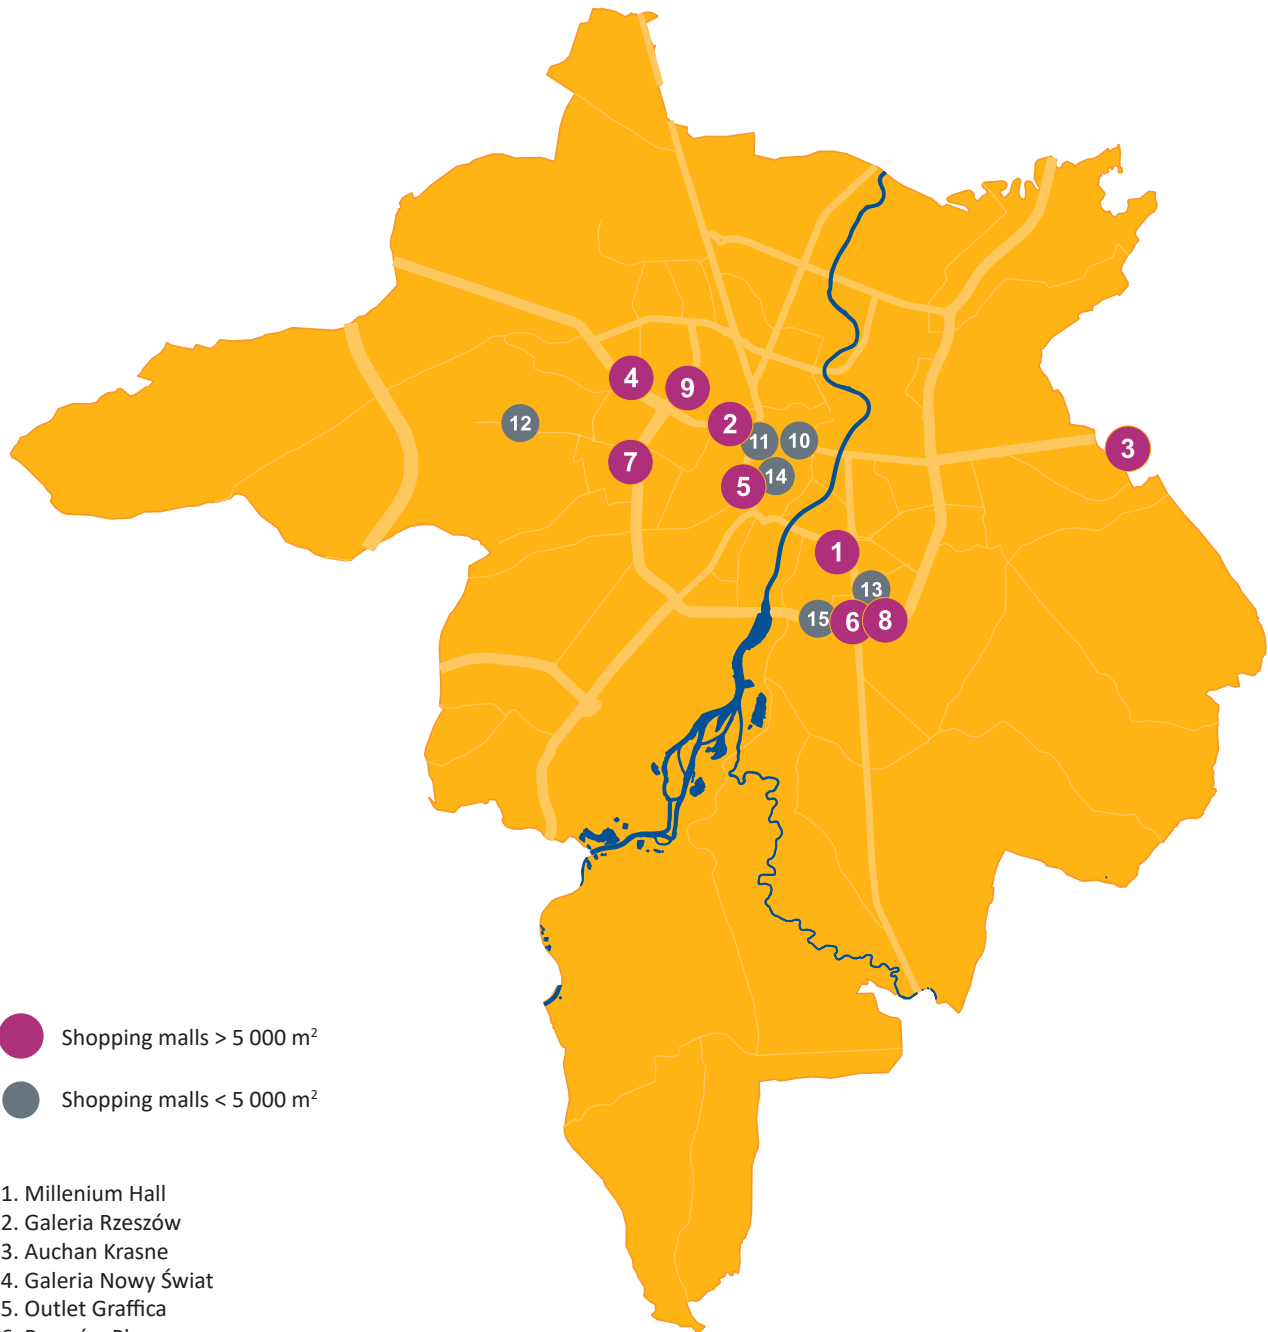 4
9
12
2
11
10
3
7
14
5
1
13
15
6
8
Shopping malls > 5 000 m²
Shopping malls < 5 000 m²
1. Millenium Hall
2. Galeria Rzeszów
3. Auchan Krasne
4. Galeria Nowy Świat
5. Outlet Graffica